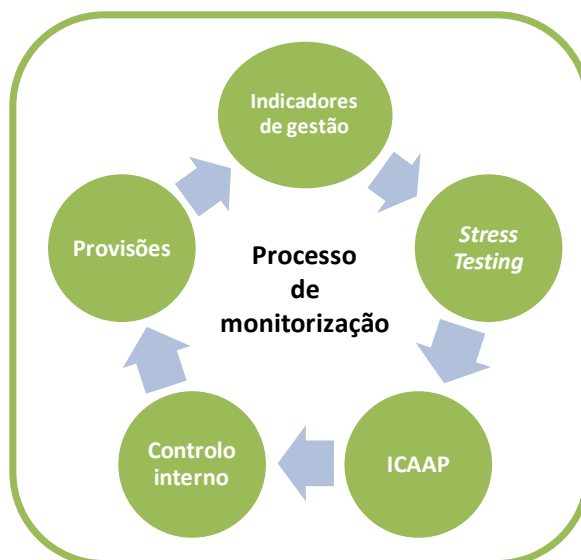 Indicadores
de gestão
Stress
Testing
ICAAP
Controlo
interno
Provisões
Processo
de
monitorização